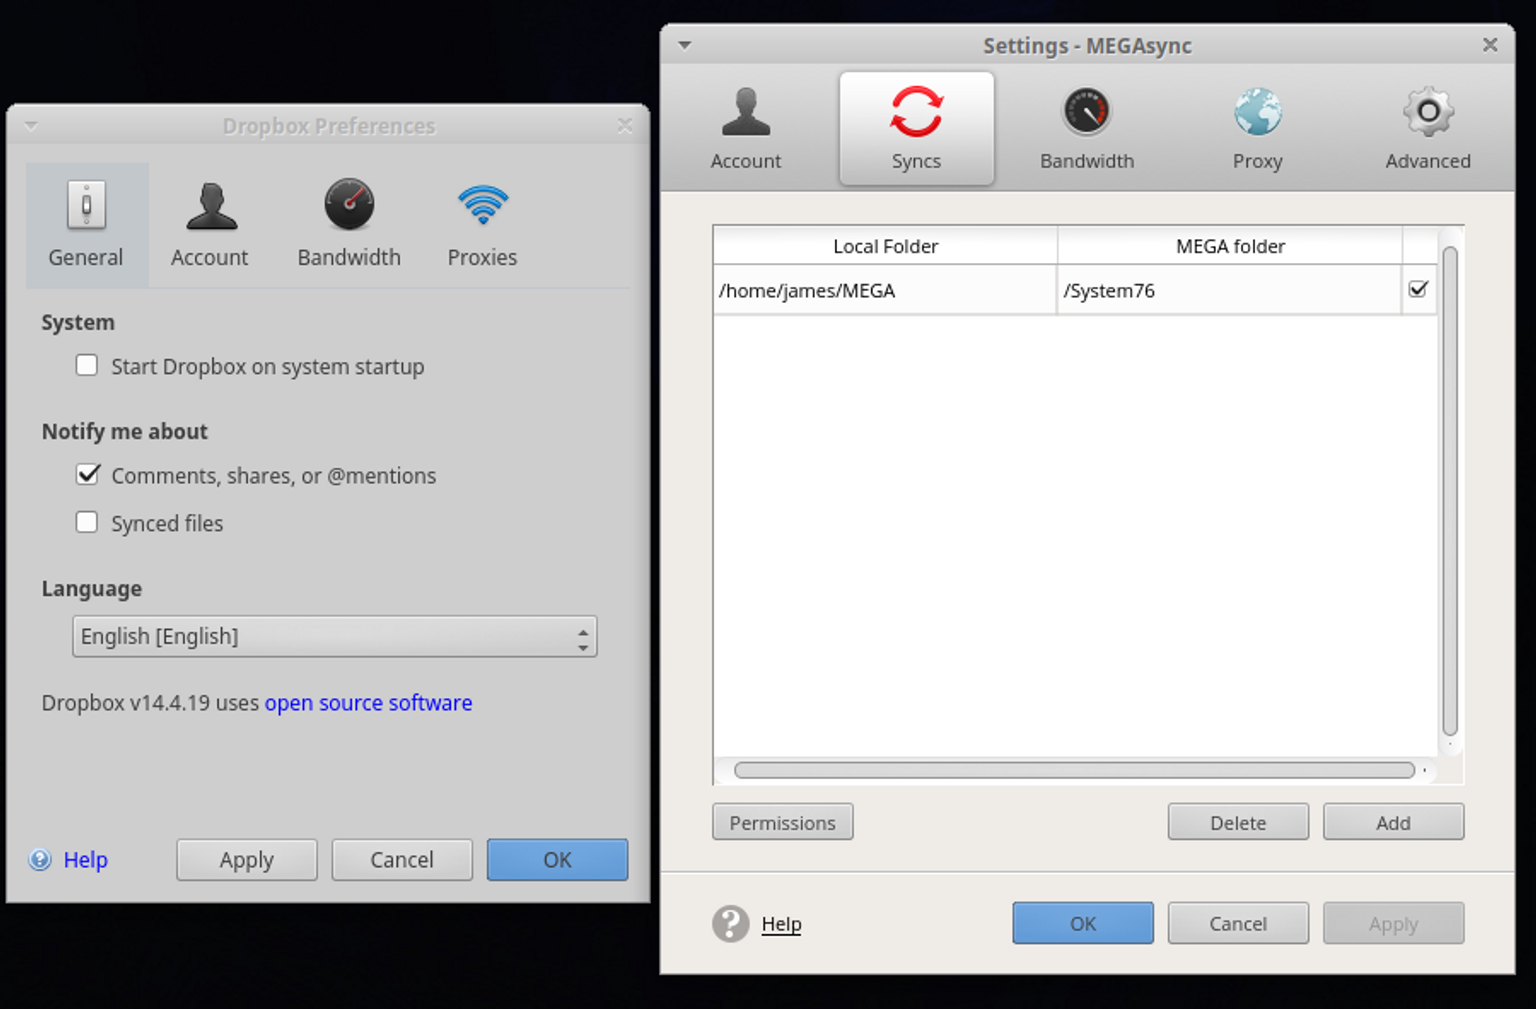 Dropbox Preferences
General Account Bandwidth Proxies
System
Start Dropbox on system startup
Notify me about
Comments, shares, or @mentions
Synced files
Language
English [English]
Dropbox v14.4.19 uses open source software
Help Apply Cancel OK
Settings - MEGAsync
Account Syncs Bandwidth Proxy Advanced
Local Folder MEGA folder
/home/james/MEGA /System76
Permissions Delete Add
Help OK Cancel Apply